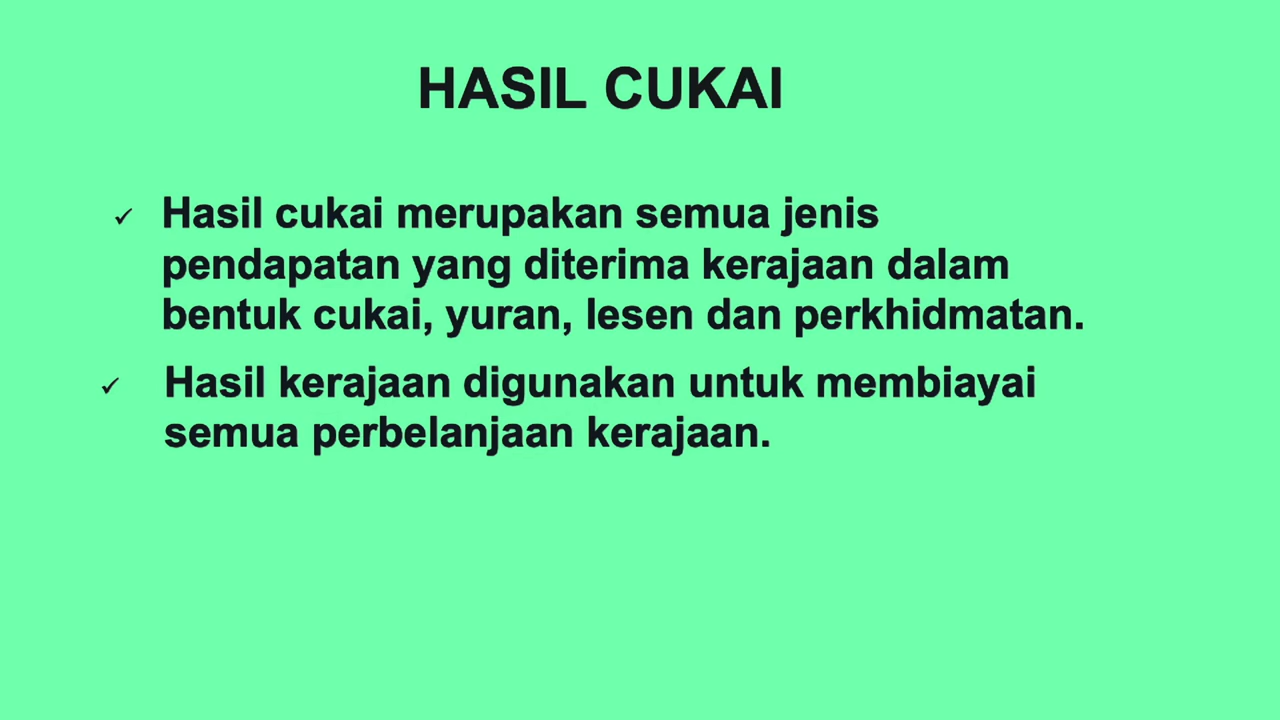 HASIL CUKAI
✓ Hasil cukai merupakan semua jenis
pendapatan yang diterima kerajaan dalam
bentuk cukai, yuran, lesen dan perkhidmatan.
✓ Hasil kerajaan digunakan untuk membiayai
semua perbelanjaan kerajaan.